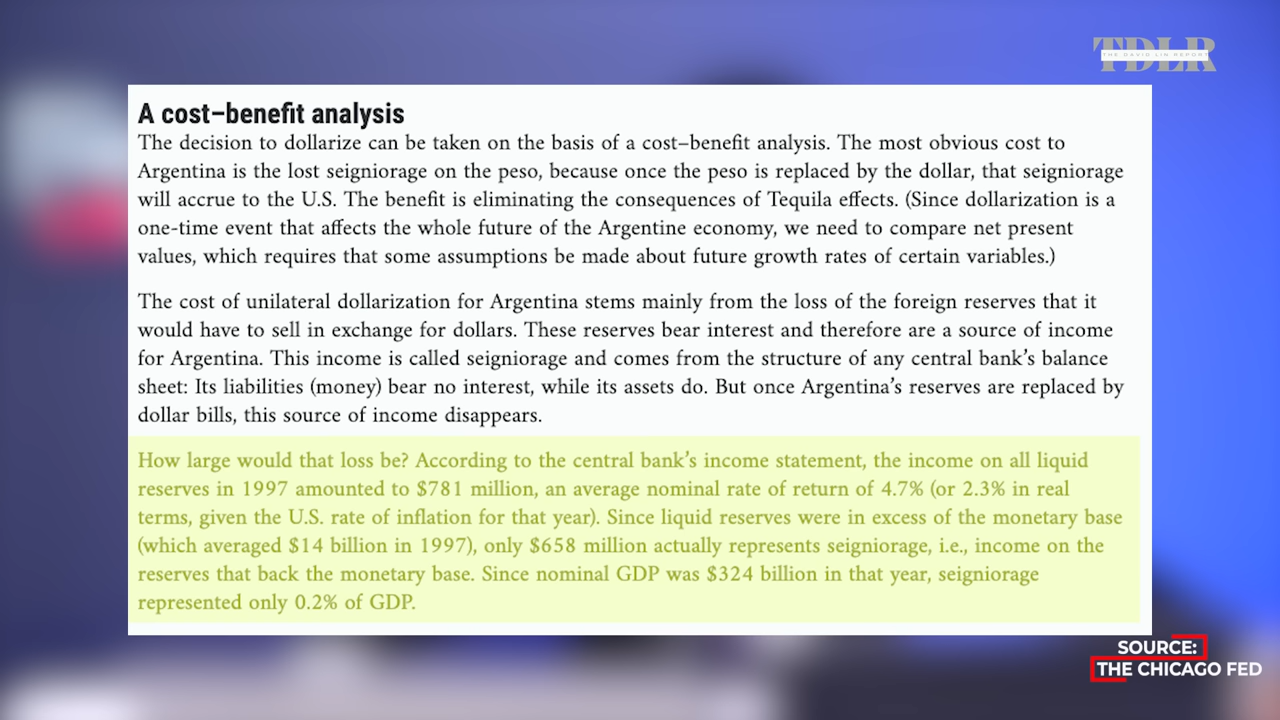 TDLR
THE DAVID LIN REPORT
A cost–benefit analysis
The decision to dollarize can be taken on the basis of a cost–benefit analysis. The most obvious cost to
Argentina is the lost seigniorage on the peso, because once the peso is replaced by the dollar, that seigniorage
will accrue to the U.S. The benefit is eliminating the consequences of Tequila effects. (Since dollarization is a
one-time event that affects the whole future of the Argentine economy, we need to compare net present
values, which requires that some assumptions be made about future growth rates of certain variables.)
The cost of unilateral dollarization for Argentina stems mainly from the loss of the foreign reserves that it
would have to sell in exchange for dollars. These reserves bear interest and therefore are a source of income
for Argentina. This income is called seigniorage and comes from the structure of any central bank’s balance
sheet: Its liabilities (money) bear no interest, while its assets do. But once Argentina’s reserves are replaced by
dollar bills, this source of income disappears.
How large would that loss be? According to the central bank’s income statement, the income on all liquid
reserves in 1997 amounted to $781 million, an average nominal rate of return of 4.7% (or 2.3% in real
terms, given the U.S. rate of inflation for that year). Since liquid reserves were in excess of the monetary base
(which averaged $14 billion in 1997), only $658 million actually represents seigniorage, i.e., income on the
reserves that back the monetary base. Since nominal GDP was $324 billion in that year, seigniorage
represented only 0.2% of GDP.
SOURCE:
THE CHICAGO FED